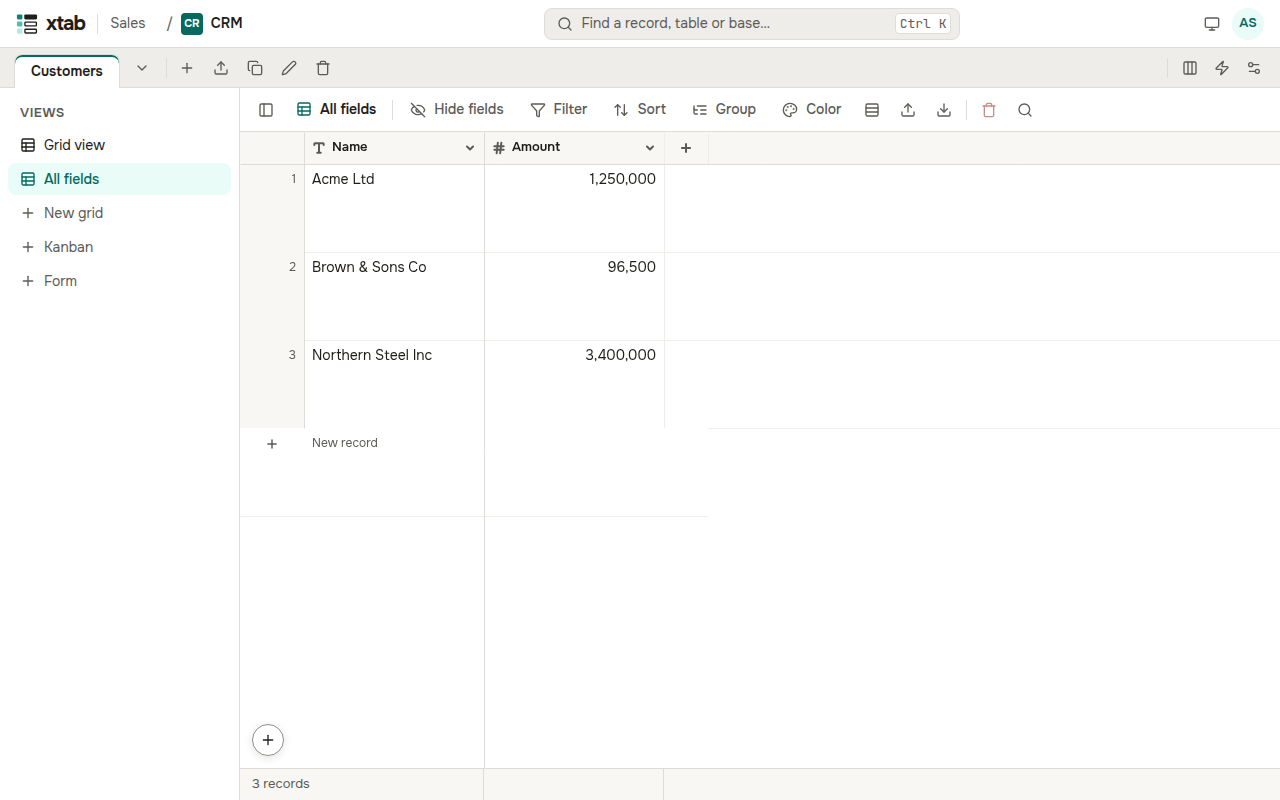 xtab Sales / CR CRM Find a record, table or base... Ctrl K AS
Customers
VIEWS
Grid view
All fields
New grid
Kanban
Form
All fields Hide fields Filter Sort Group Color
Name Amount
1 Acme Ltd 1,250,000
2 Brown & Sons Co 96,500
3 Northern Steel Inc 3,400,000
New record
3 records